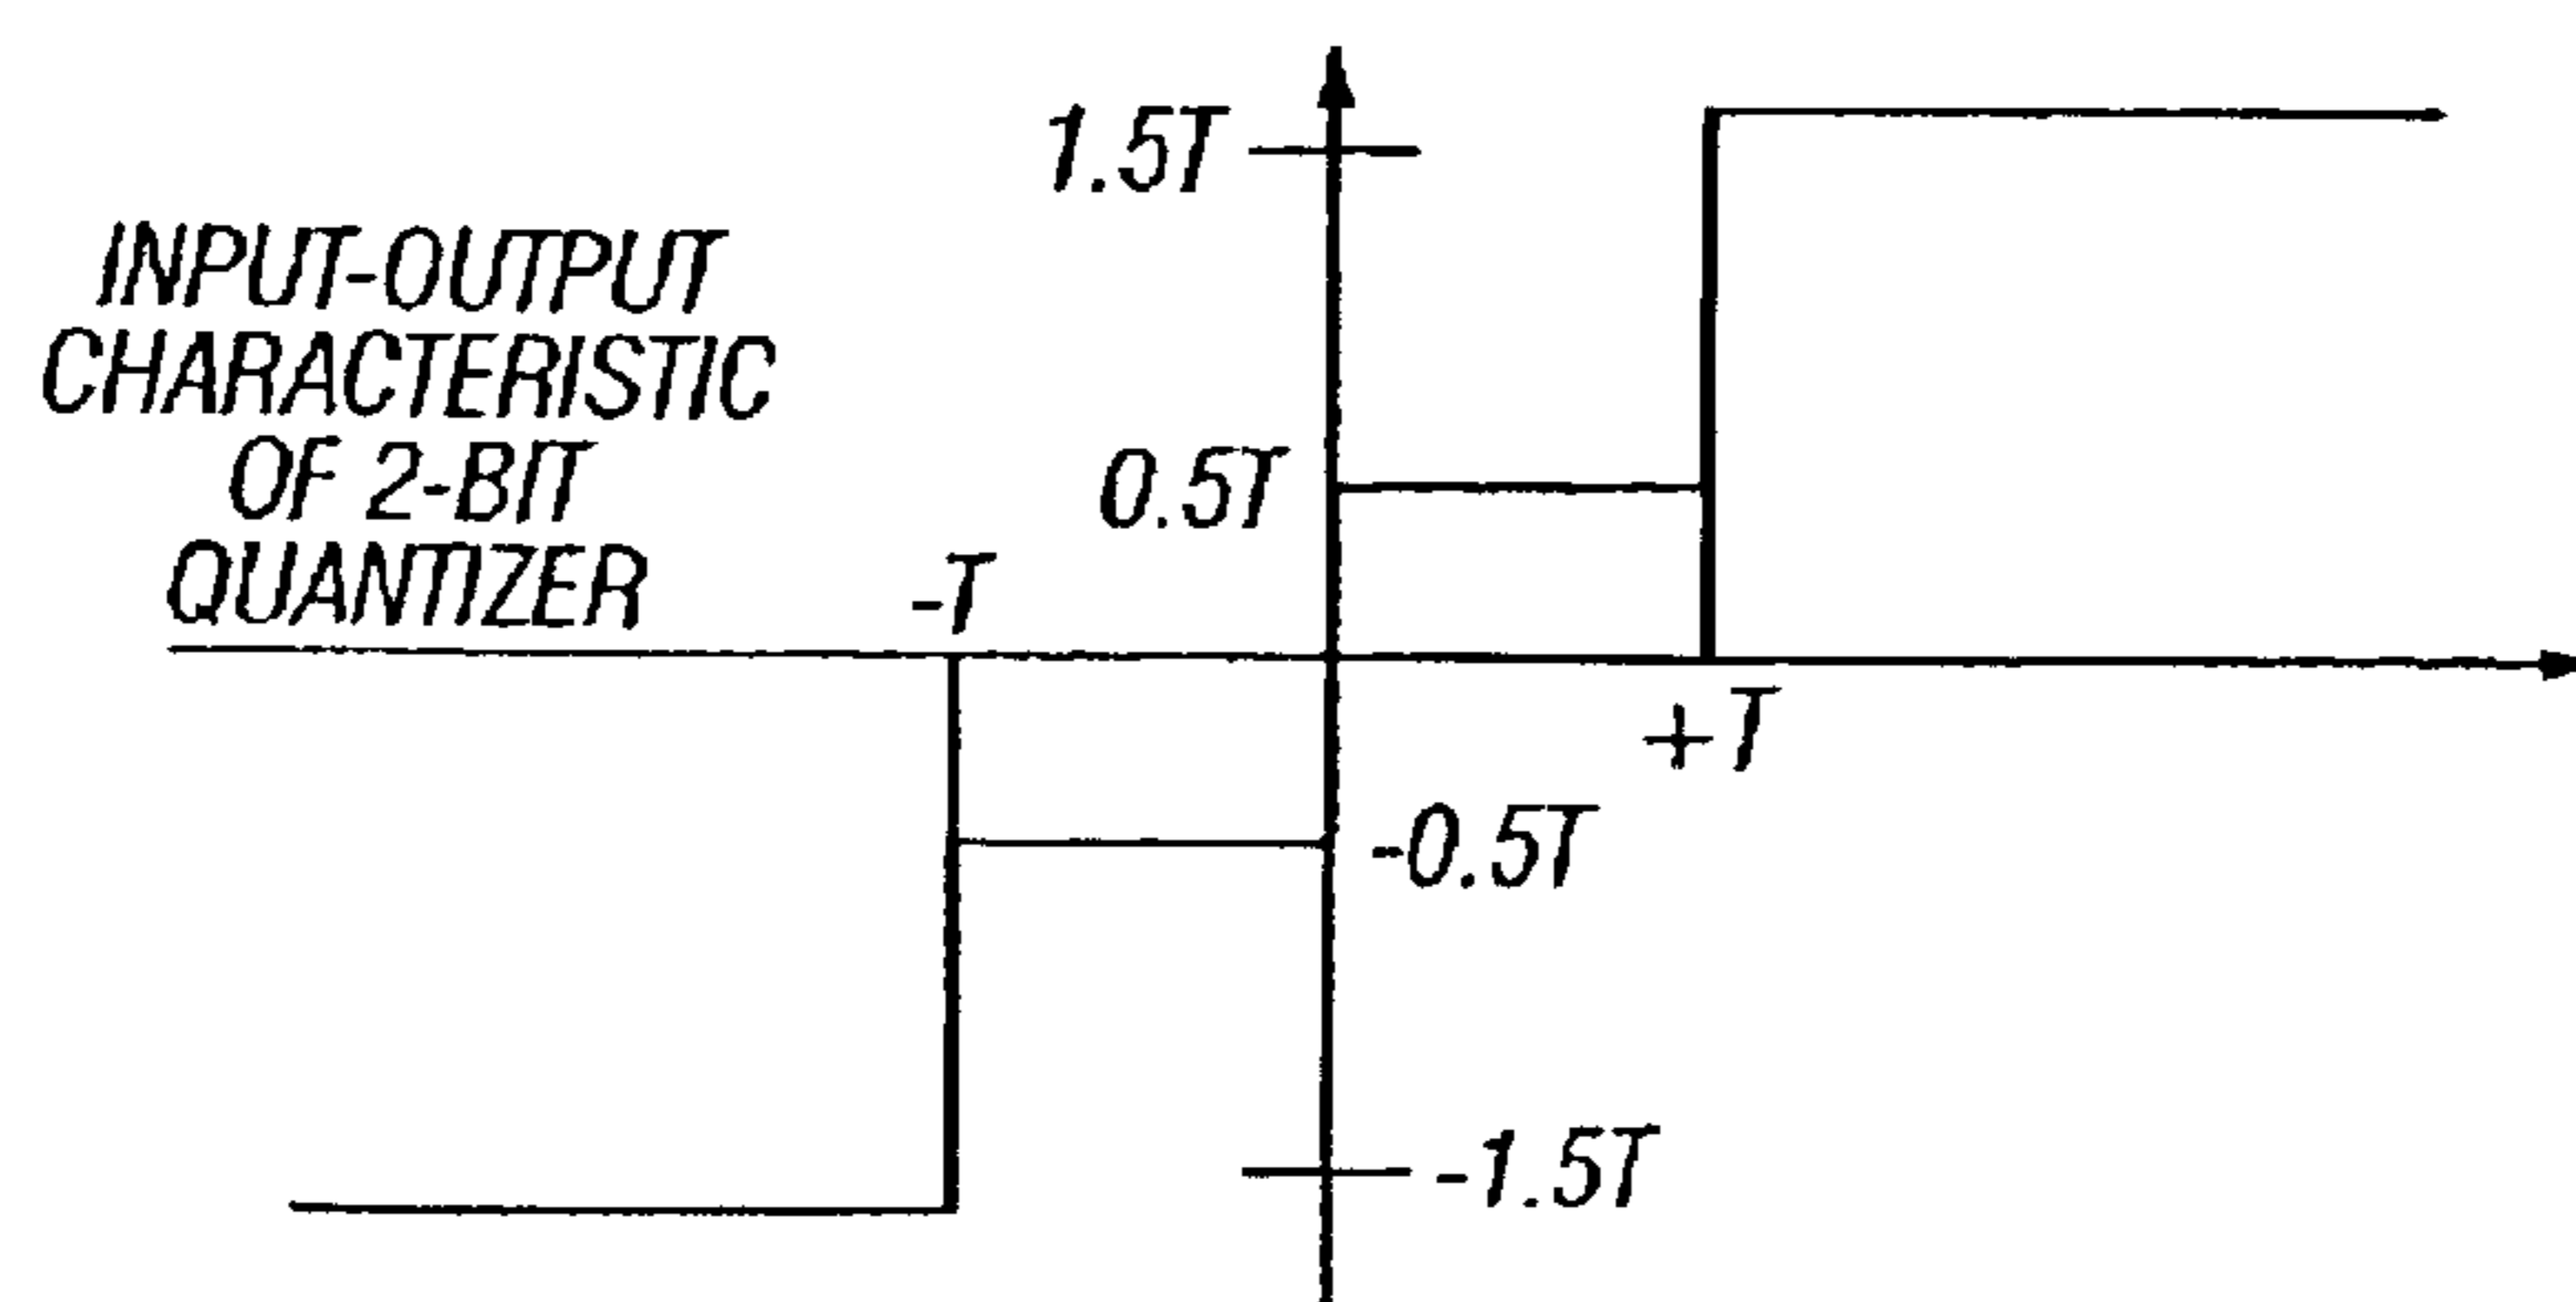 1.5T
INPUT-OUTPUT
CHARACTERISTIC
OF 2-BIT
QUANTIZER
0.5T
-T
+T
-0.5T
-1.5T